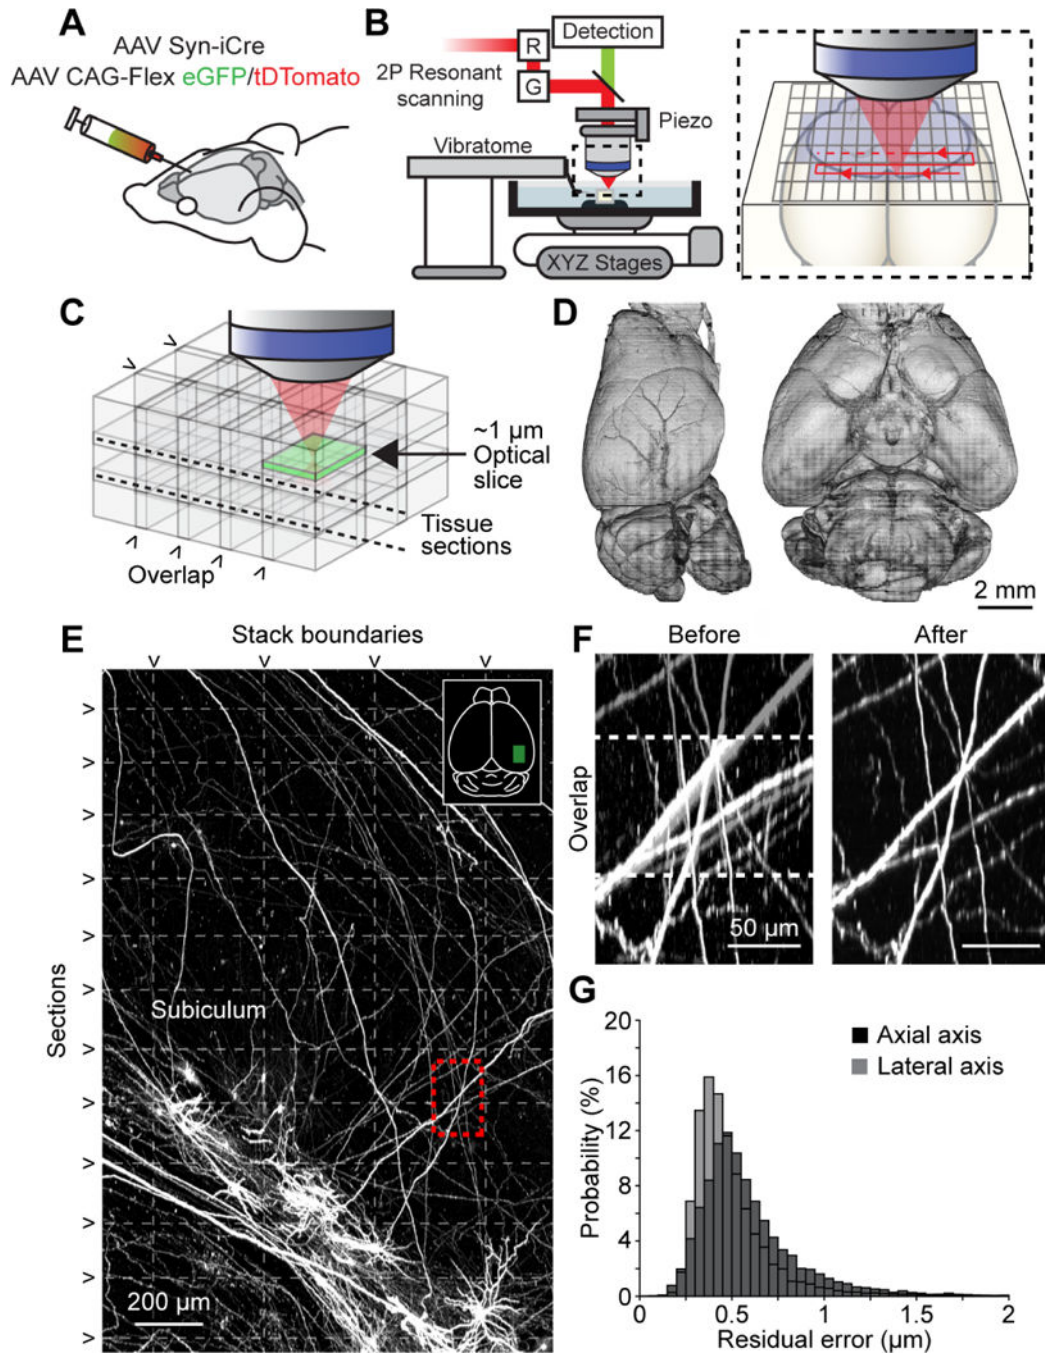 A
AAV Syn-iCre
AAV CAG-Flex eGFP/tDTomato
B
R
G
Detection
2P Resonant
scanning
Piezo
Vibratome
XYZ Stages
C
~1 µm
Optical
slice
Tissue
sections
Overlap
D
2 mm
E
Stack boundaries
Sections
Subiculum
200 µm
F
Before
After
Overlap
50 µm
G
Probability (%)
20
16
12
8
4
0
Axial axis
Lateral axis
0 0.5 1 1.5 2
Residual error (µm)